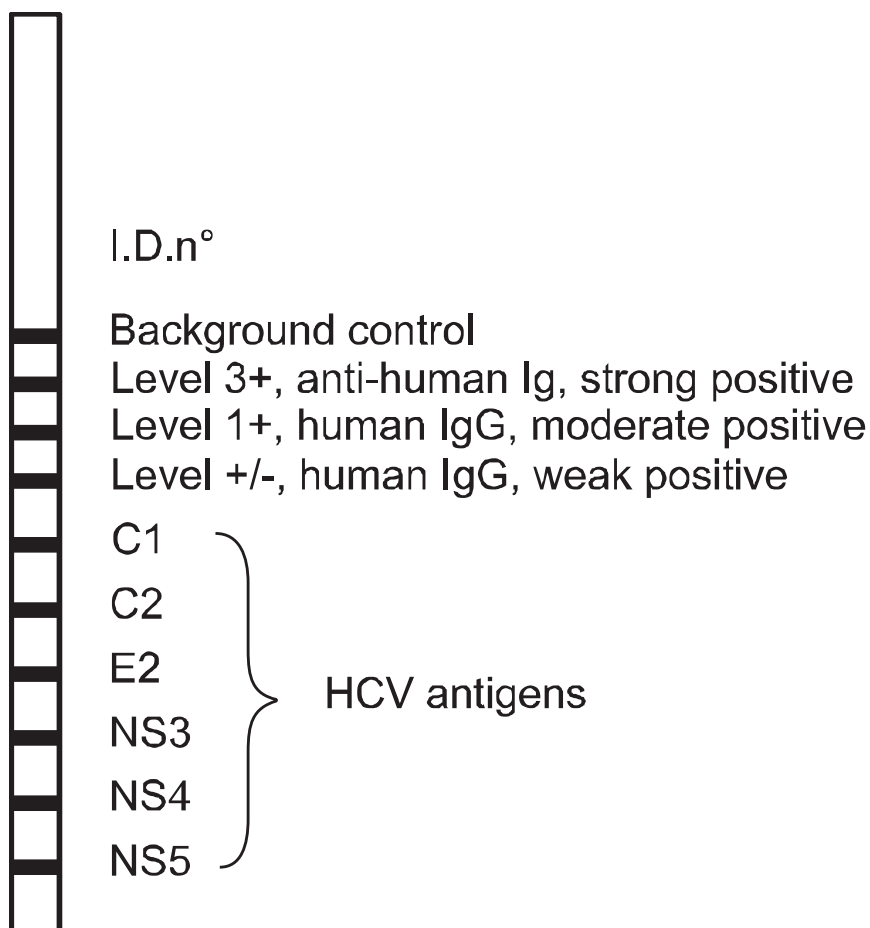 I.D.n°
Background control
Level 3+, anti-human Ig, strong positive
Level 1+, human IgG, moderate positive
Level +/-, human IgG, weak positive
C1
C2
E2
HCV antigens
NS3
NS4
NS5